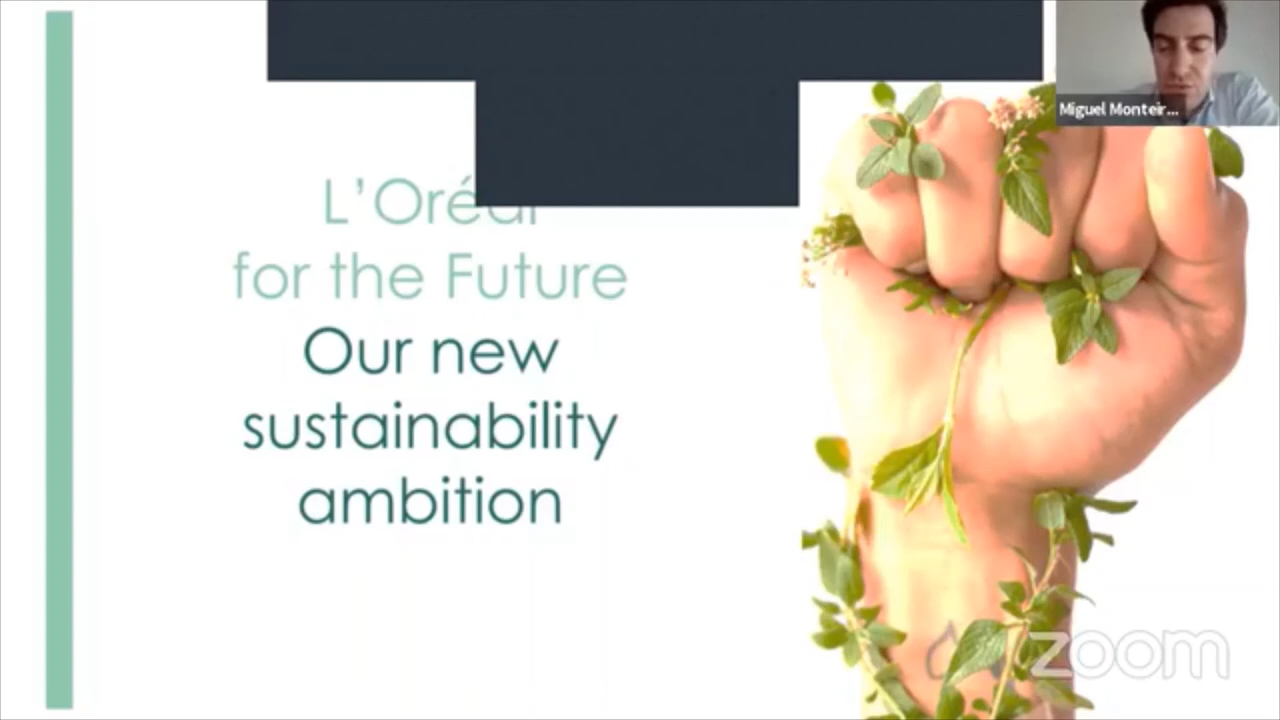 L'Oréal
for the Future
Our new
sustainability
ambition
Miguel Monteir...
zoom